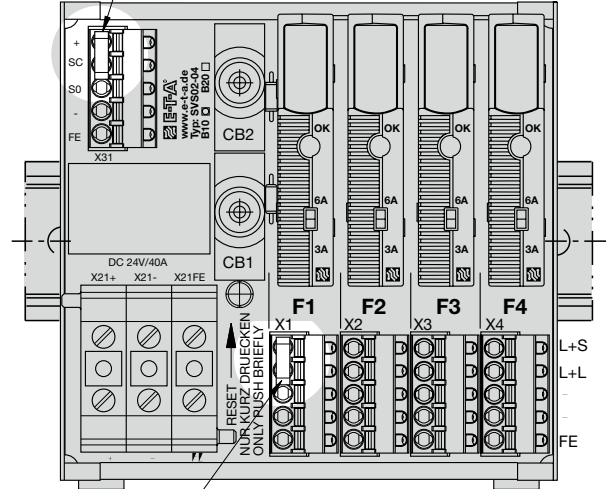 +
SC
S0
-
FE
X31
E-T-A®
www.e-t-a.de
Typ: SVS02-04
B10 B20
CB2
CB1
DC 24V/40A
X21+ X21- X21FE
+ -
RESET
NUR KURZ DRUECKEN
ONLY PUSH BRIEFLY
OK OK OK OK
6A 6A 6A 6A
3A 3A 3A 3A
F1 F2 F3 F4
X1 X2 X3 X4
L+S
L+L
-
-
FE